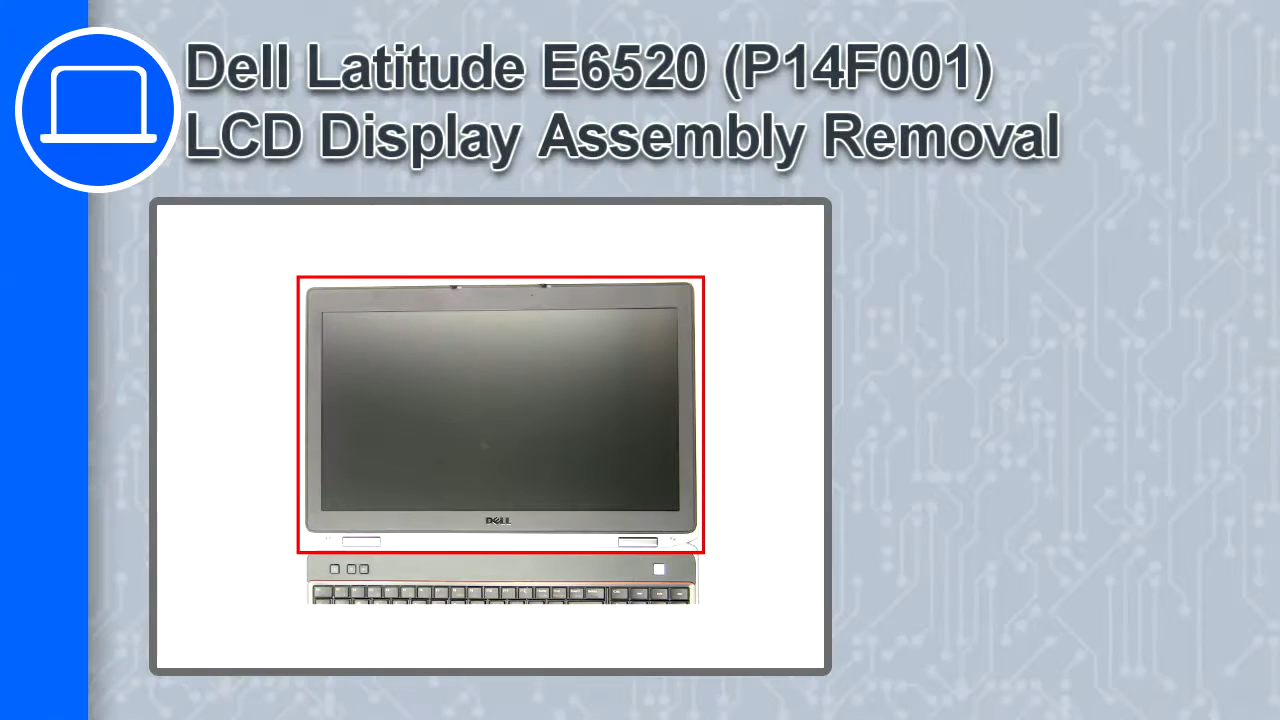 Dell Latitude E6520 (P14F001)
LCD Display Assembly Removal
DELL